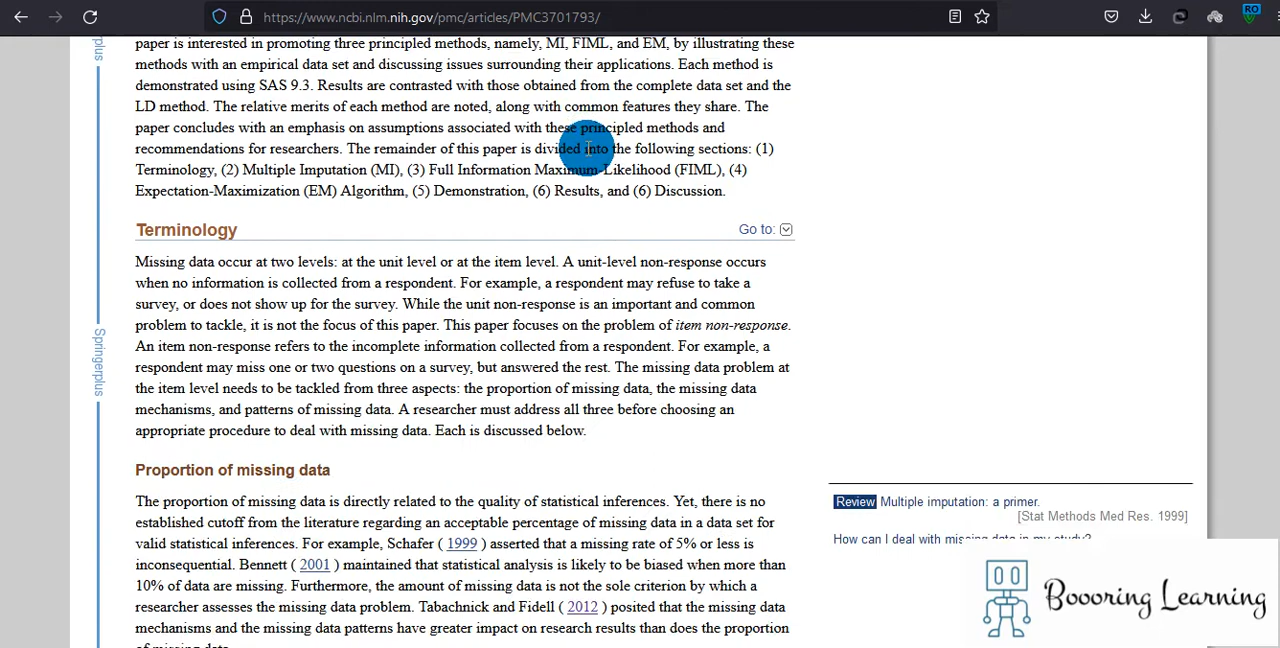 https://www.ncbi.nlm.nih.gov/pmc/articles/PMC3701793/
RO
plus
paper is interested in promoting three principled methods, namely, MI, FIML, and EM, by illustrating these
methods with an empirical data set and discussing issues surrounding their applications. Each method is
demonstrated using SAS 9.3. Results are contrasted with those obtained from the complete data set and the
LD method. The relative merits of each method are noted, along with common features they share. The
paper concludes with an emphasis on assumptions associated with these principled methods and
recommendations for researchers. The remainder of this paper is divided into the following sections: (1)
Terminology, (2) Multiple Imputation (MI), (3) Full Information Maximum-Likelihood (FIML), (4)
Expectation-Maximization (EM) Algorithm, (5) Demonstration, (6) Results, and (6) Discussion.
Terminology
Go to:
Missing data occur at two levels: at the unit level or at the item level. A unit-level non-response occurs
when no information is collected from a respondent. For example, a respondent may refuse to take a
survey, or does not show up for the survey. While the unit non-response is an important and common
problem to tackle, it is not the focus of this paper. This paper focuses on the problem of item non-response.
An item non-response refers to the incomplete information collected from a respondent. For example, a
respondent may miss one or two questions on a survey, but answered the rest. The missing data problem at
the item level needs to be tackled from three aspects: the proportion of missing data, the missing data
mechanisms, and patterns of missing data. A researcher must address all three before choosing an
appropriate procedure to deal with missing data. Each is discussed below.
Springerplus
Proportion of missing data
The proportion of missing data is directly related to the quality of statistical inferences. Yet, there is no
established cutoff from the literature regarding an acceptable percentage of missing data in a data set for
valid statistical inferences. For example, Schafer ( 1999 ) asserted that a missing rate of 5% or less is
inconsequential. Bennett ( 2001 ) maintained that statistical analysis is likely to be biased when more than
10% of data are missing. Furthermore, the amount of missing data is not the sole criterion by which a
researcher assesses the missing data problem. Tabachnick and Fidell ( 2012 ) posited that the missing data
mechanisms and the missing data patterns have greater impact on research results than does the proportion
of missing data.
Review Multiple imputation: a primer.
[Stat Methods Med Res. 1999]
How can I deal with missing data in my study?
Boooring Learning